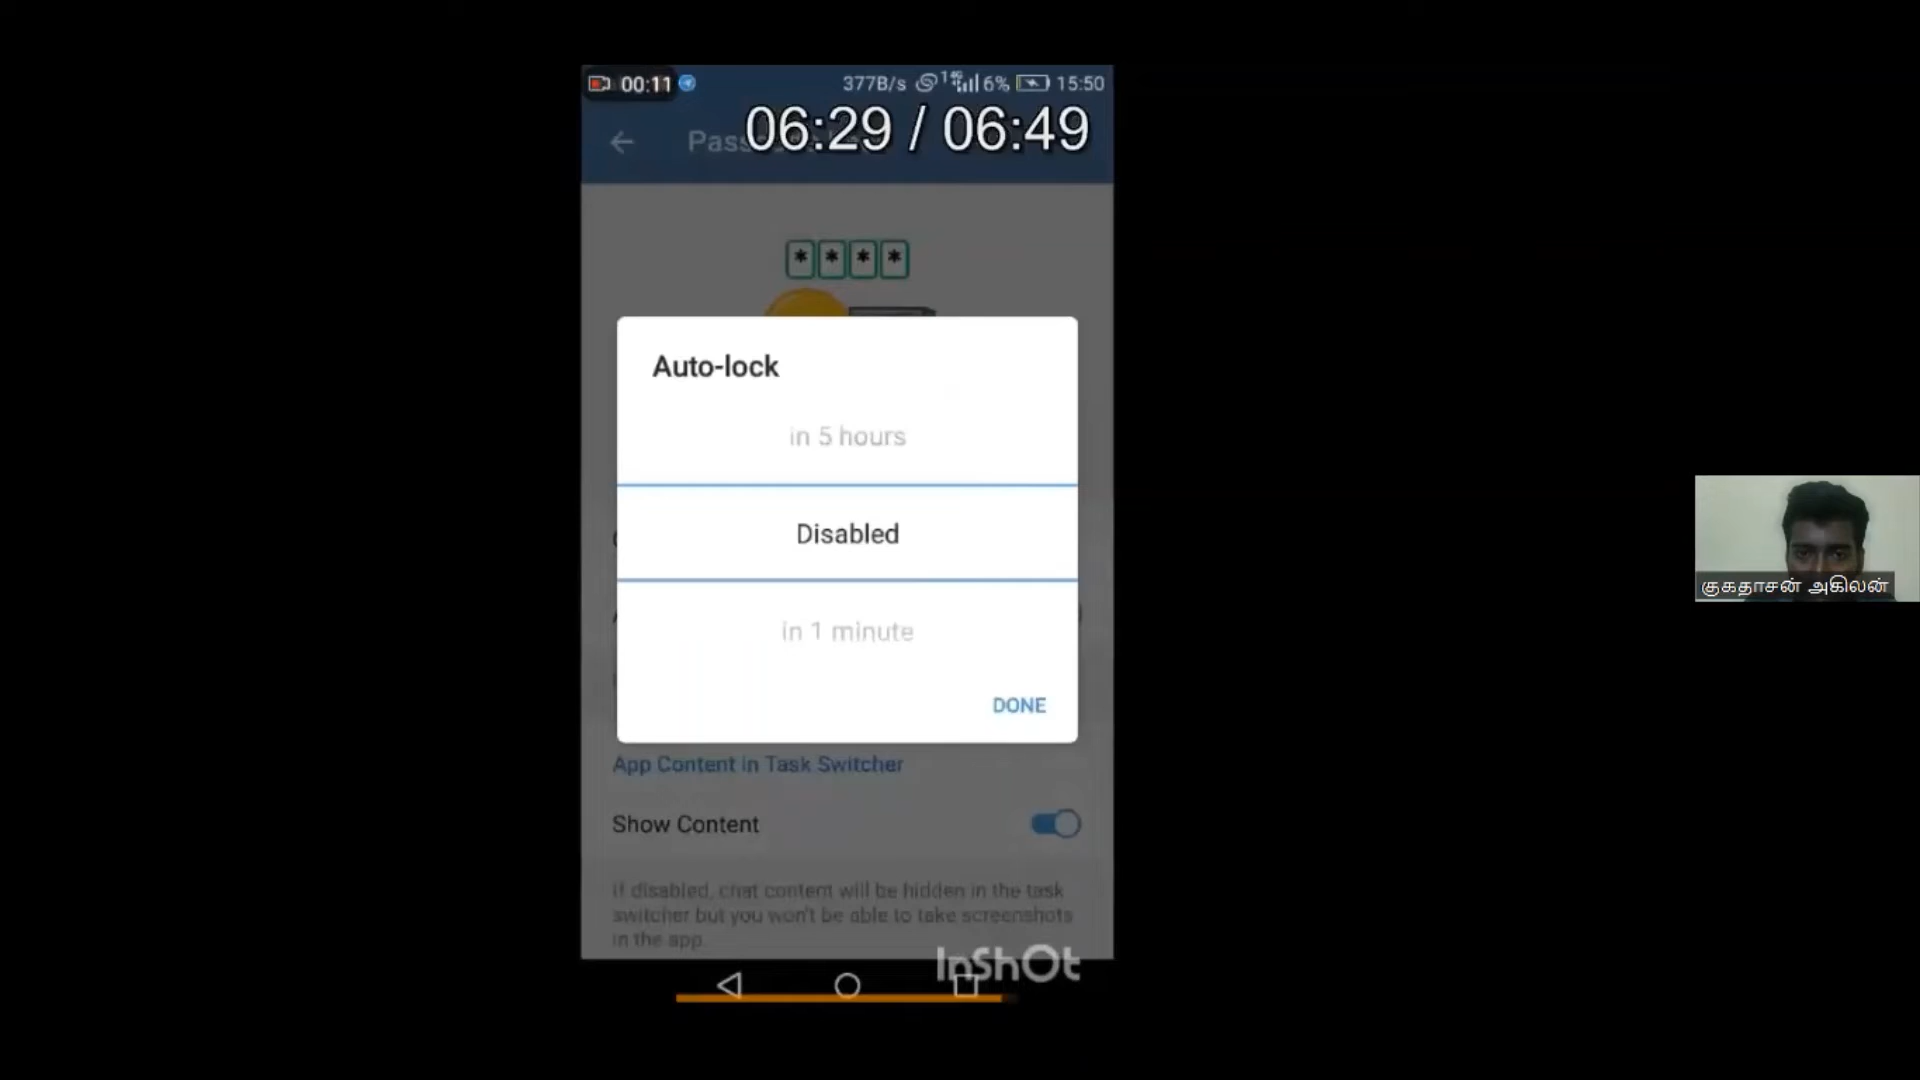 00:11 377B/s 6% 15:50
06:29 / 06:49
* * * *
Auto-lock
in 5 hours
Disabled
in 1 minute
DONE
App Content in Task Switcher
Show Content
If disabled, chat content will be hidden in the task
switcher but you won't be able to take screenshots
in the app.
InShOt
குகதாசன் அகிலன்